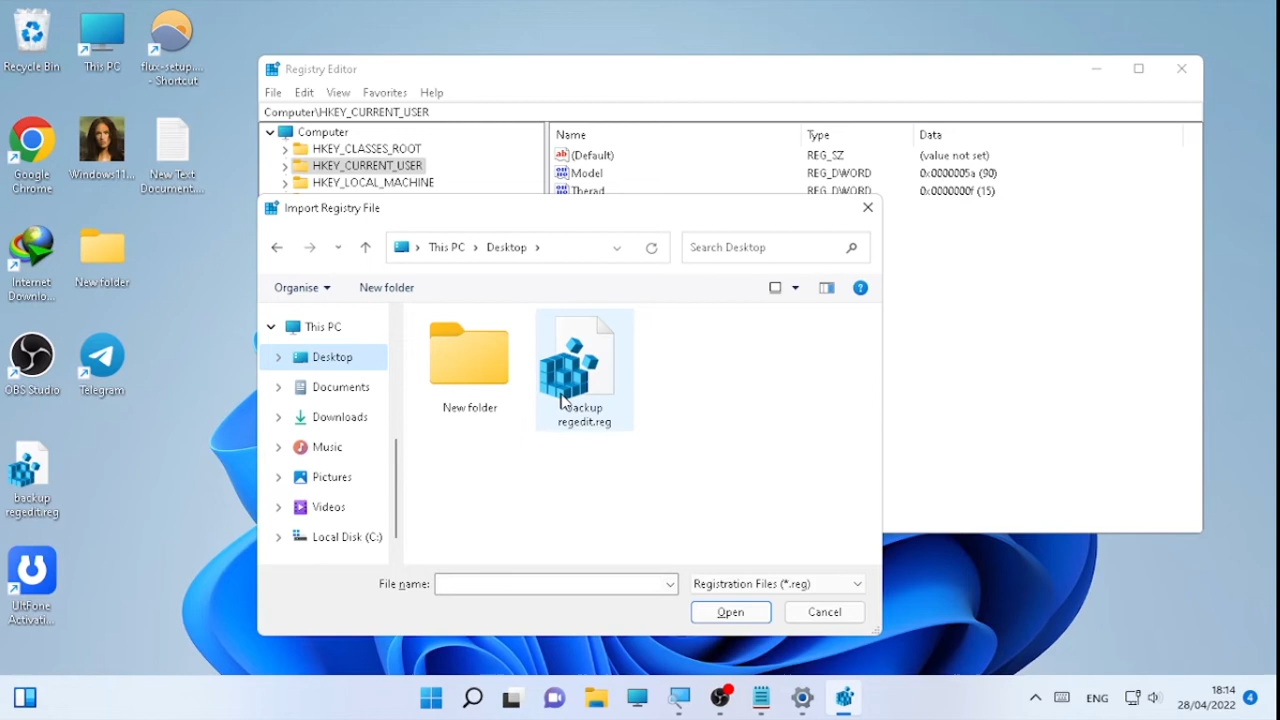 Recycle Bin
This PC
flux-setup....
- Shortcut
Google
Chrome
Windows11...
New Text
Document....
Internet
Downlo...
New folder
OBS Studio
Telegram
backup
regedit.reg
UltFone
Activati...
Registry Editor
File Edit View Favorites Help
Computer\HKEY_CURRENT_USER
Computer
HKEY_CLASSES_ROOT
HKEY_CURRENT_USER
HKEY_LOCAL_MACHINE
Name Type Data
(Default) REG_SZ (value not set)
Model REG_DWORD 0x0000005a (90)
Therad REG_DWORD 0x0000000f (15)
Import Registry File
This PC > Desktop >
Search Desktop
Organise New folder
This PC
Desktop
Documents
Downloads
Music
Pictures
Videos
Local Disk (C:)
New folder
backup
regedit.reg
File name:
Registration Files (*.reg)
Open Cancel
ENG
18:14
28/04/2022
4